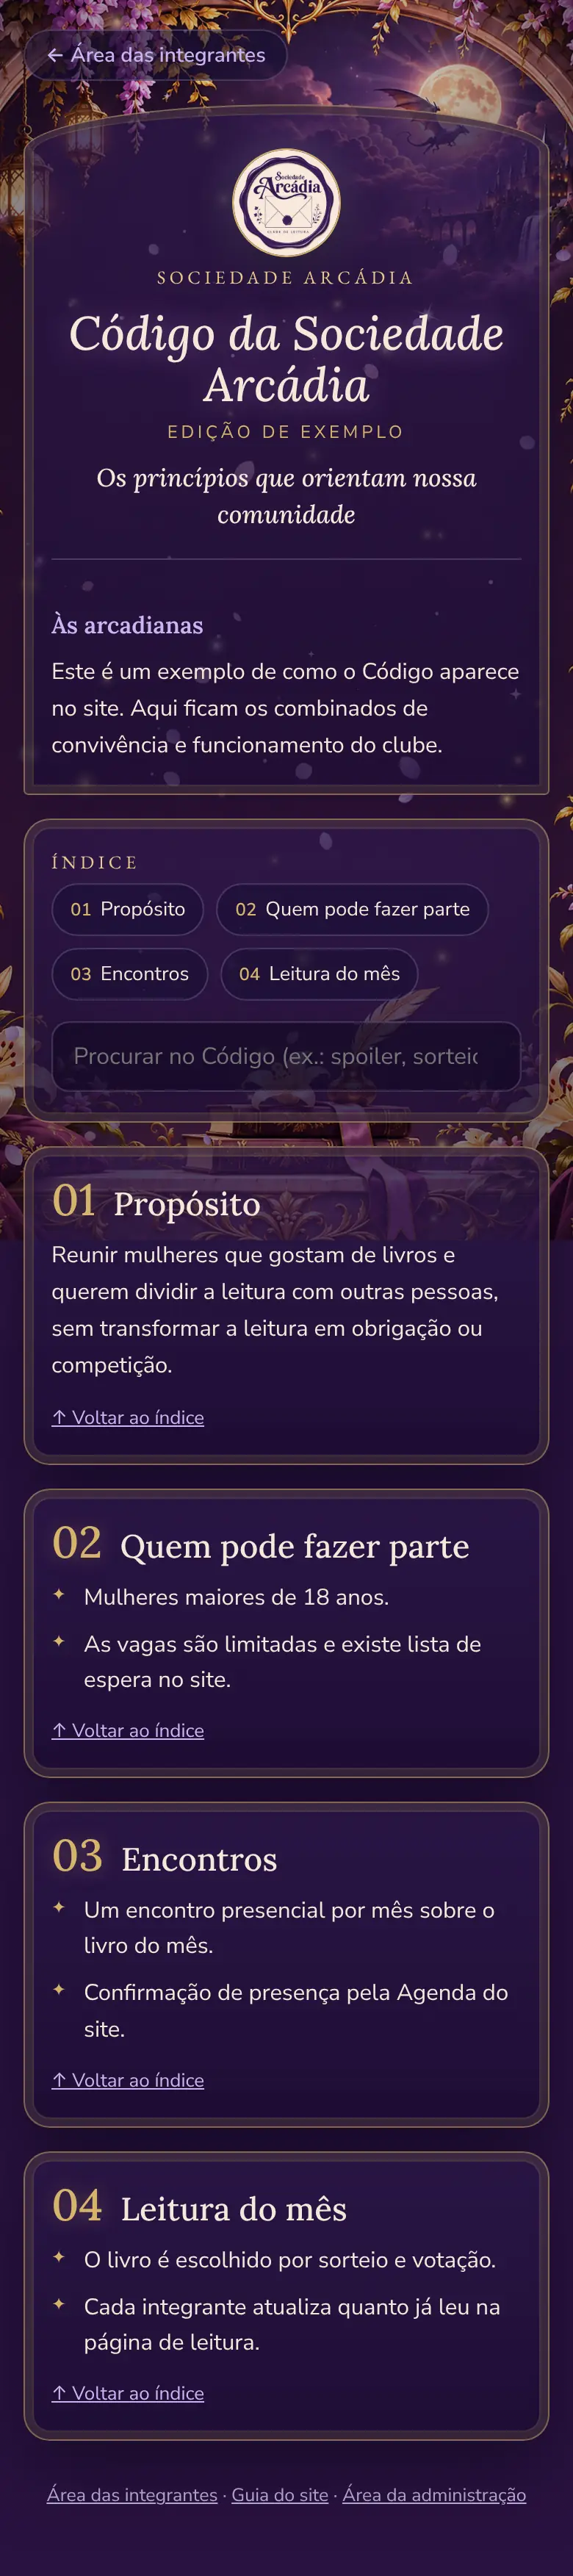 ← Área das integrantes
Sociedade
Arcádia
CLUBE DE LEITURA
SOCIEDADE ARCÁDIA
Código da Sociedade
Arcádia
EDIÇÃO DE EXEMPLO
Os princípios que orientam nossa
comunidade
Às arcadianas
Este é um exemplo de como o Código aparece
no site. Aqui ficam os combinados de
convivência e funcionamento do clube.
ÍNDICE
01 Propósito
02 Quem pode fazer parte
03 Encontros
04 Leitura do mês
Procurar no Código (ex.: spoiler, sorteio
01 Propósito
Reunir mulheres que gostam de livros e
querem dividir a leitura com outras pessoas,
sem transformar a leitura em obrigação ou
competição.
↑ Voltar ao índice
02 Quem pode fazer parte
✦ Mulheres maiores de 18 anos.
✦ As vagas são limitadas e existe lista de
espera no site.
↑ Voltar ao índice
03 Encontros
✦ Um encontro presencial por mês sobre o
livro do mês.
✦ Confirmação de presença pela Agenda do
site.
↑ Voltar ao índice
04 Leitura do mês
✦ O livro é escolhido por sorteio e votação.
✦ Cada integrante atualiza quanto já leu na
página de leitura.
↑ Voltar ao índice
Área das integrantes · Guia do site · Área da administração